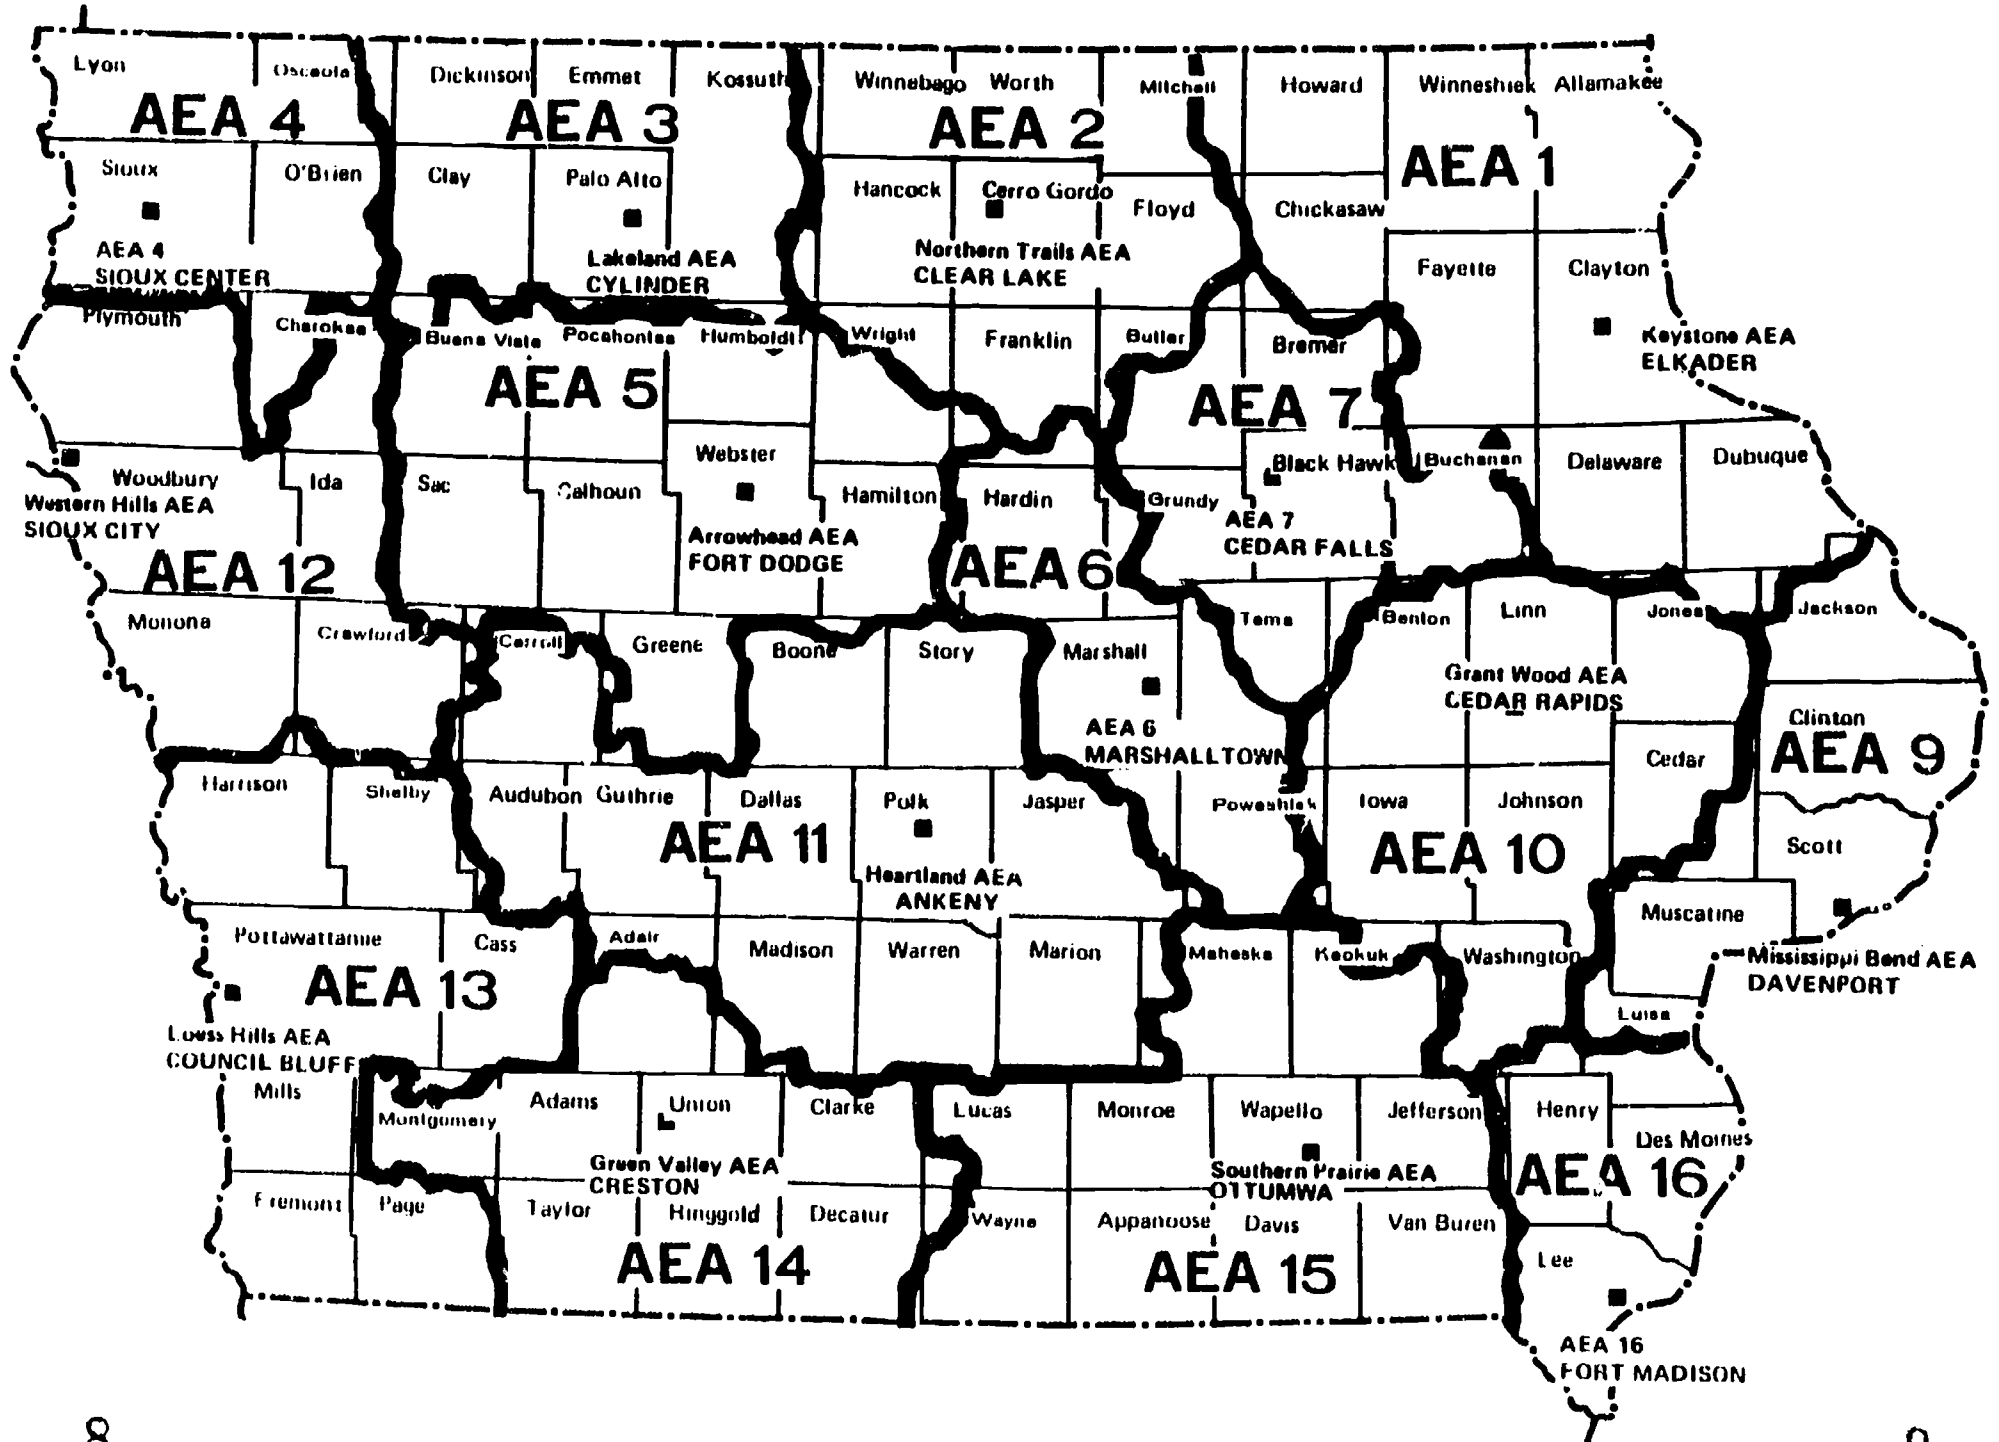 Lyon
Osceola
Dickinson
Emmet
Kossuth
Winnebago
Worth
Mitchell
Howard
Winneshiek
Allamakee
AEA 4
AEA 3
AEA 2
AEA 1
Sioux
O'Brien
Clay
Palo Alto
Hancock
Cerro Gordo
Floyd
Chickasaw
AEA 4
SIOUX CENTER
Lakeland AEA
CYLINDER
Northern Trails AEA
CLEAR LAKE
Fayette
Clayton
Keystone AEA
ELKADER
Plymouth
Cherokee
Buena Vista
Pocahontas
Humboldt
Wright
Franklin
Butler
Bremer
AEA 5
AEA 7
Woodbury
Ida
Sac
Calhoun
Webster
Hamilton
Hardin
Grundy
Black Hawk
Buchanan
Delaware
Dubuque
Western Hills AEA
SIOUX CITY
Arrowhead AEA
FORT DODGE
AEA 7
CEDAR FALLS
AEA 12
AEA 6
Monona
Crawford
Carroll
Greene
Boone
Story
Marshall
Tama
Benton
Linn
Jones
Jackson
AEA 6
MARSHALLTOWN
Grant Wood AEA
CEDAR RAPIDS
Clinton
AEA 9
Harrison
Shelby
Audubon
Guthrie
Dallas
Polk
Jasper
Poweshiek
Iowa
Johnson
Cedar
Scott
AEA 11
AEA 10
Heartland AEA
ANKENY
Pottawattamie
Cass
Adair
Madison
Warren
Marion
Mahaska
Keokuk
Washington
Muscatine
Mississippi Bend AEA
DAVENPORT
AEA 13
Louisa
Loess Hills AEA
COUNCIL BLUFF
Mills
Montgomery
Adams
Union
Clarke
Lucas
Monroe
Wapello
Jefferson
Henry
Des Moines
Green Valley AEA
CRESTON
Southern Prairie AEA
OTTUMWA
AEA 16
Fremont
Page
Taylor
Ringgold
Decatur
Wayne
Appanoose
Davis
Van Buren
Lee
AEA 14
AEA 15
AEA 16
FORT MADISON
8